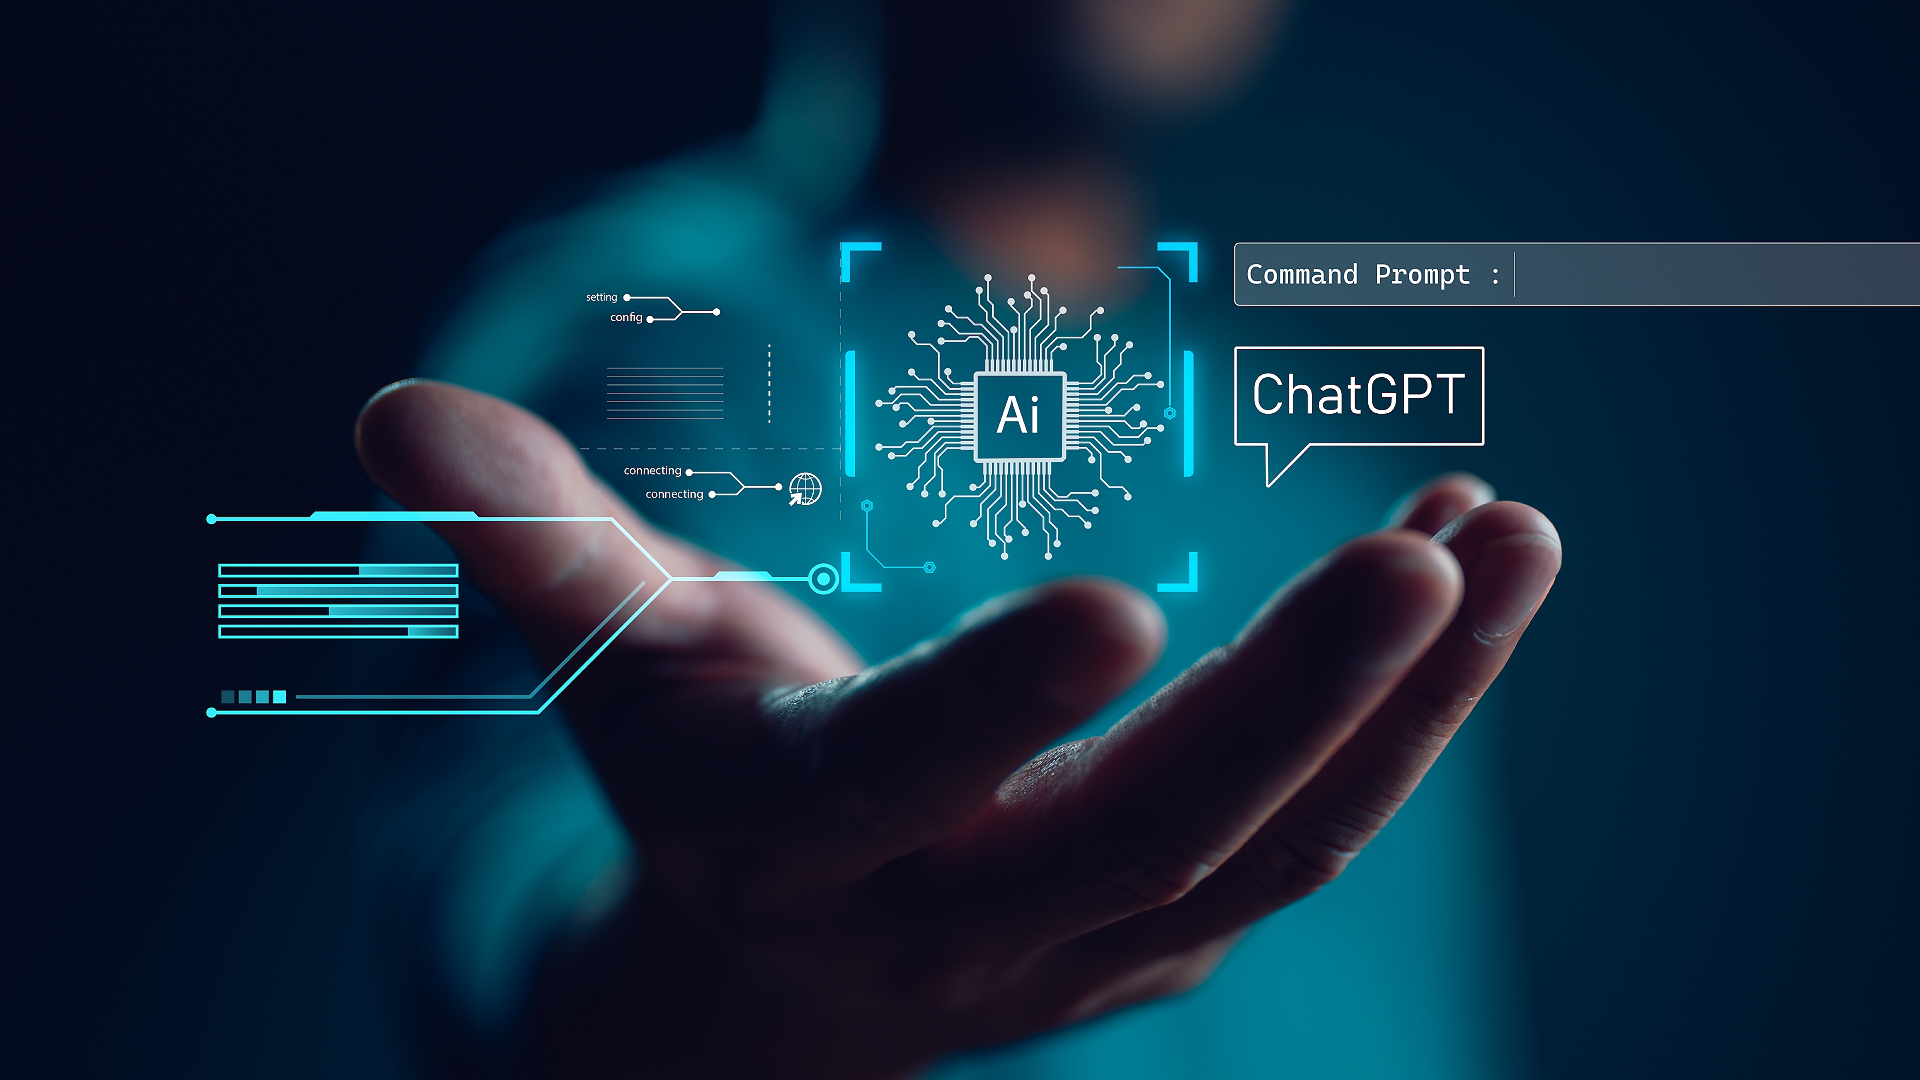 setting
config
connecting
connecting
Ai
Command Prompt :
ChatGPT